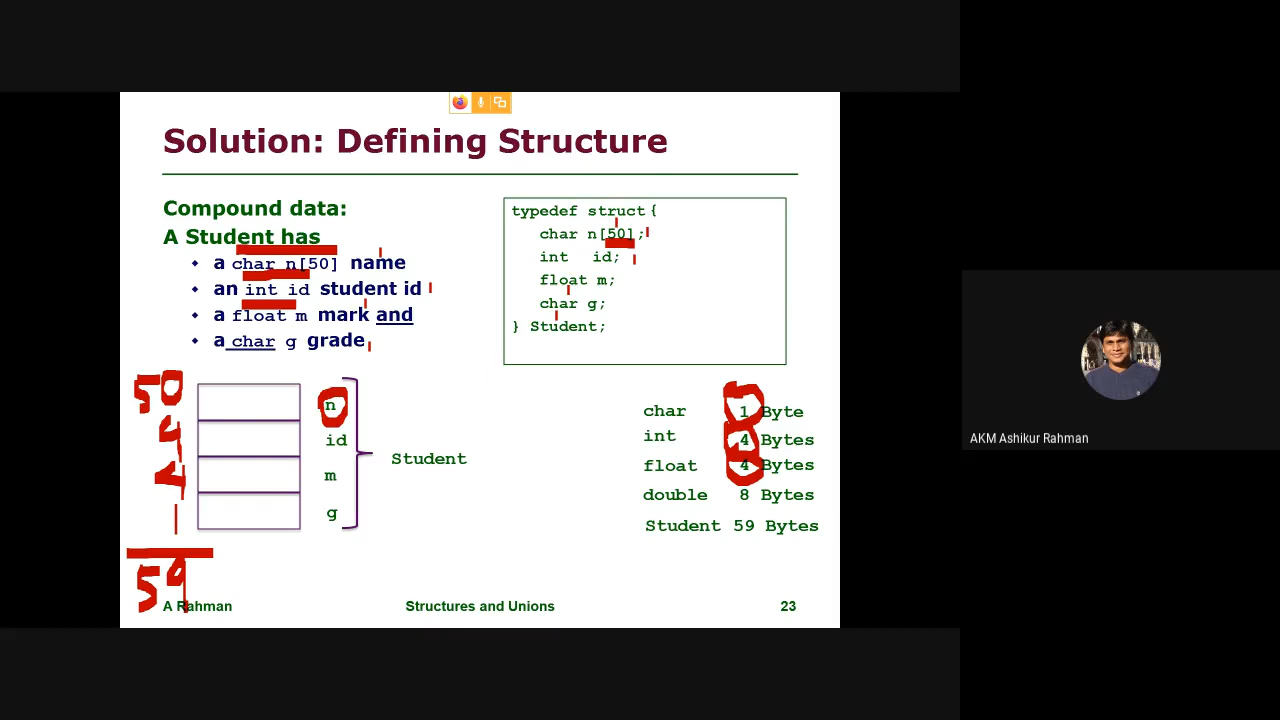 Solution: Defining Structure
Compound data:
A Student has
a char n[50] name
an int id student id
a float m mark and
a char g grade
typedef struct {
char n[50];
int id;
float m;
char g;
} Student;
50
4
4
1
59
n
id
m
g
Student
char 1 Byte
int 4 Bytes
float 4 Bytes
double 8 Bytes
Student 59 Bytes
A Rahman Structures and Unions 23
AKM Ashikur Rahman